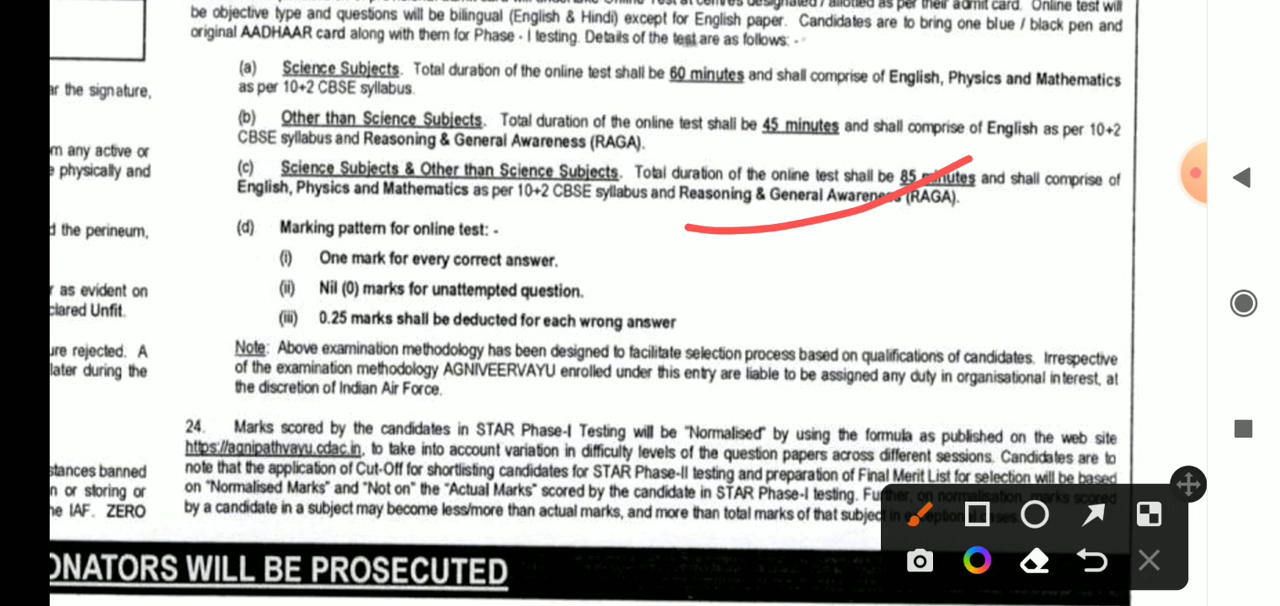 be objective type and questions will be bilingual (English & Hindi) except for English paper. Candidates are to bring one blue / black pen and
original AADHAAR card along with them for Phase - I testing. Details of the test are as follows: -
(a) Science Subjects. Total duration of the online test shall be 60 minutes and shall comprise of English, Physics and Mathematics
as per 10+2 CBSE syllabus.
(b) Other than Science Subjects. Total duration of the online test shall be 45 minutes and shall comprise of English as per 10+2
CBSE syllabus and Reasoning & General Awareness (RAGA).
(c) Science Subjects & Other than Science Subjects. Total duration of the online test shall be 85 minutes and shall comprise of
English, Physics and Mathematics as per 10+2 CBSE syllabus and Reasoning & General Awareness (RAGA).
(d) Marking pattern for online test: -
(i) One mark for every correct answer.
(ii) Nil (0) marks for unattempted question.
(iii) 0.25 marks shall be deducted for each wrong answer
Note: Above examination methodology has been designed to facilitate selection process based on qualifications of candidates. Irrespective
of the examination methodology AGNIVEERVAYU enrolled under this entry are liable to be assigned any duty in organisational interest, at
the discretion of Indian Air Force.
24. Marks scored by the candidates in STAR Phase-I Testing will be "Normalised" by using the formula as published on the web site
https://agnipathvayu.cdac.in, to take into account variation in difficulty levels of the question papers across different sessions. Candidates are to
note that the application of Cut-Off for shortlisting candidates for STAR Phase-II testing and preparation of Final Merit List for selection will be based
on "Normalised Marks" and "Not on" the "Actual Marks" scored by the candidate in STAR Phase-I testing. Further, on normalisation, marks scored
by a candidate in a subject may become less/more than actual marks, and more than total marks of that subject in exceptional cases.
the signature,
m any active or
physically and
the perineum,
as evident on
Unfit.
rejected. A
later during the
banned
or storing or
IAF. ZERO
ONATORS WILL BE PROSECUTED